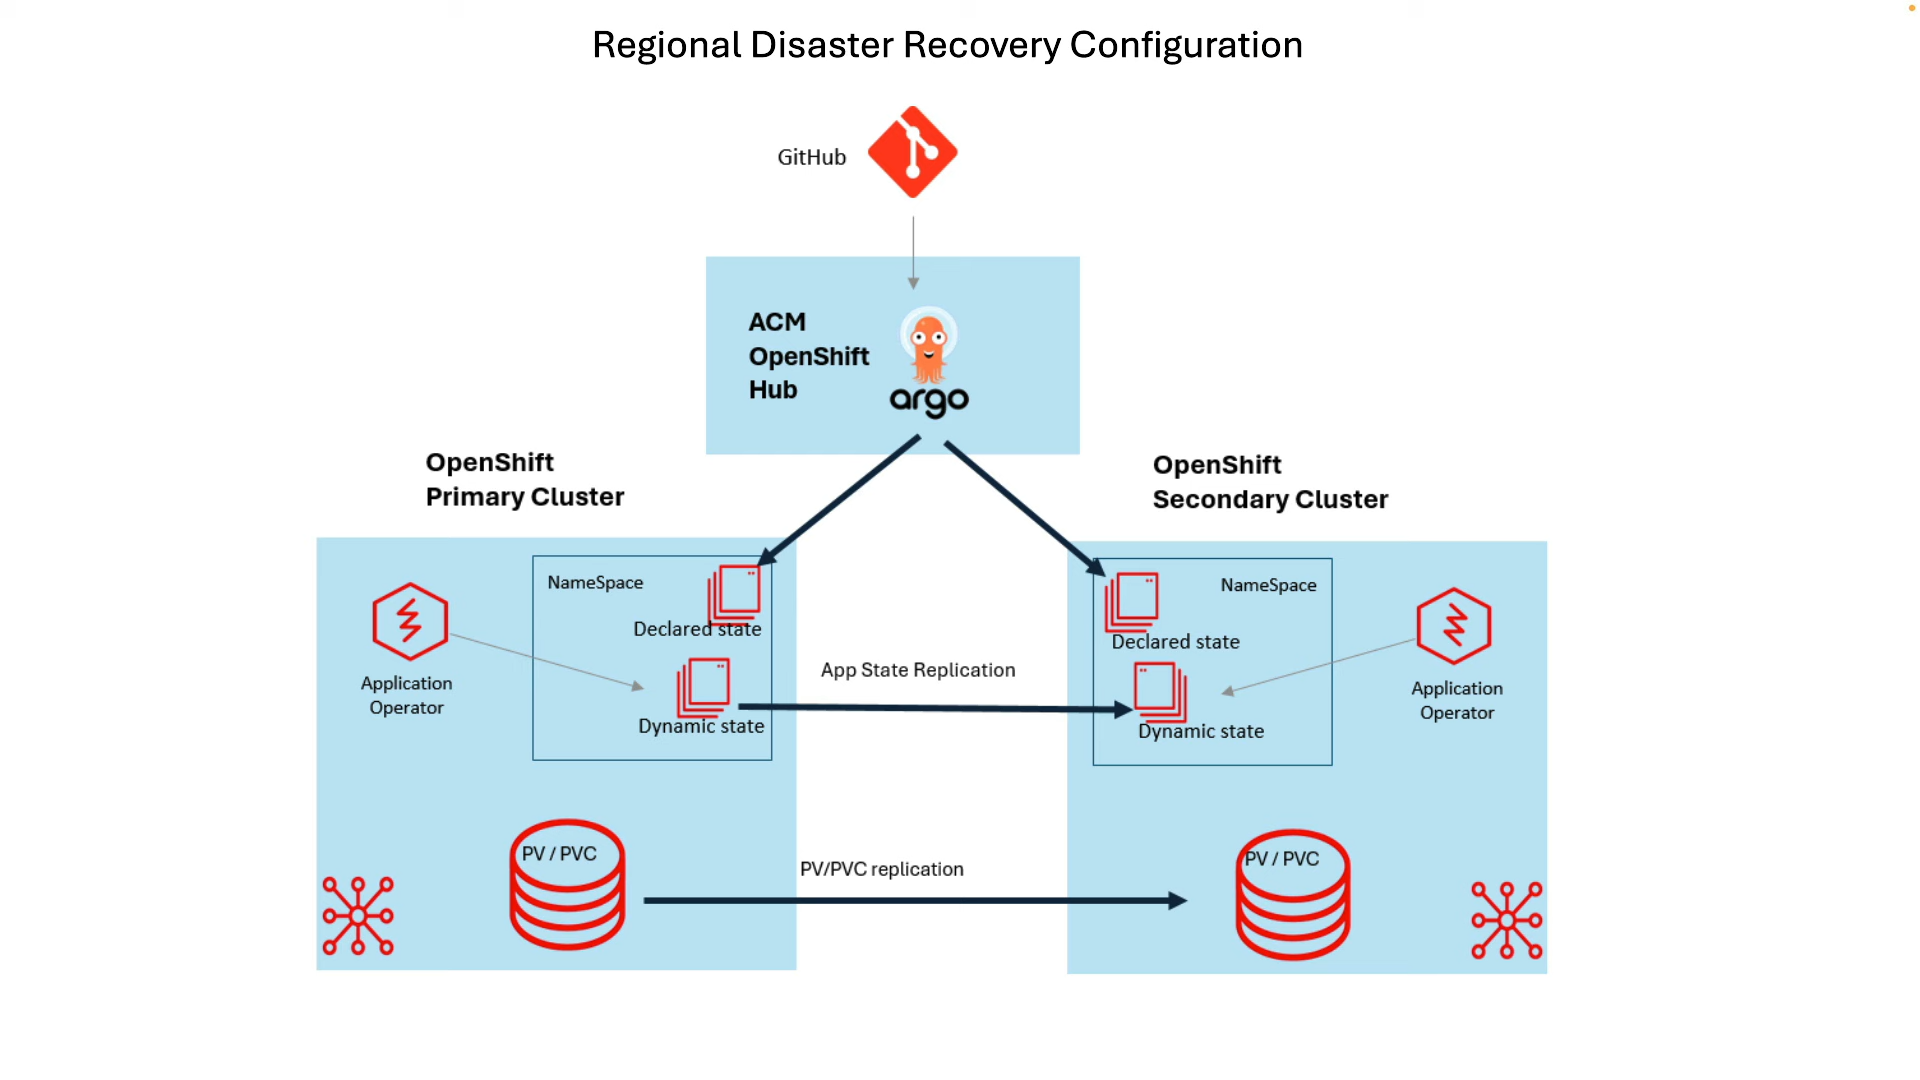 Regional Disaster Recovery Configuration
GitHub
ACM
OpenShift
Hub
argo
OpenShift
Primary Cluster
OpenShift
Secondary Cluster
NameSpace
Declared state
Application
Operator
Dynamic state
App State Replication
NameSpace
Declared state
Dynamic state
Application
Operator
PV / PVC
PV/PVC replication
PV / PVC